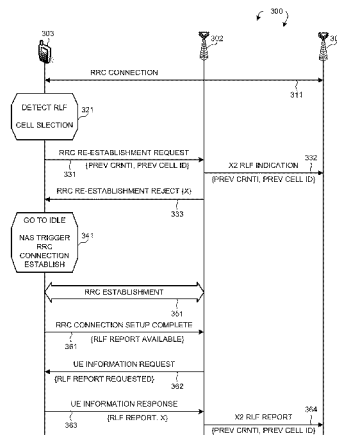 300
303
302
RRC CONNECTION
311
DETECT RLF
CELL SLECTION
321
RRC RE-ESTABLISHMENT REQUEST
331
{PREV CRNTI, PREV CELL ID}
X2 RLF INDICATION
332
{PREV CRNTI, PREV CELL ID}
RRC RE-ESTABLISHMENT REJECT {X}
333
GO TO IDLE
NAS TRIGGER
RRC
CONNECTION
ESTABLISH
341
RRC ESTABLISHMENT
351
RRC CONNECTION SETUP COMPLETE
361
{RLF REPORT AVAILABLE}
UE INFORMATION REQUEST
{RLF REPORT REQUESTED}
362
UE INFORMATION RESPONSE
363
{RLF REPORT, X}
X2 RLF REPORT
364
{PREV CRNTI, PREV CELL ID}